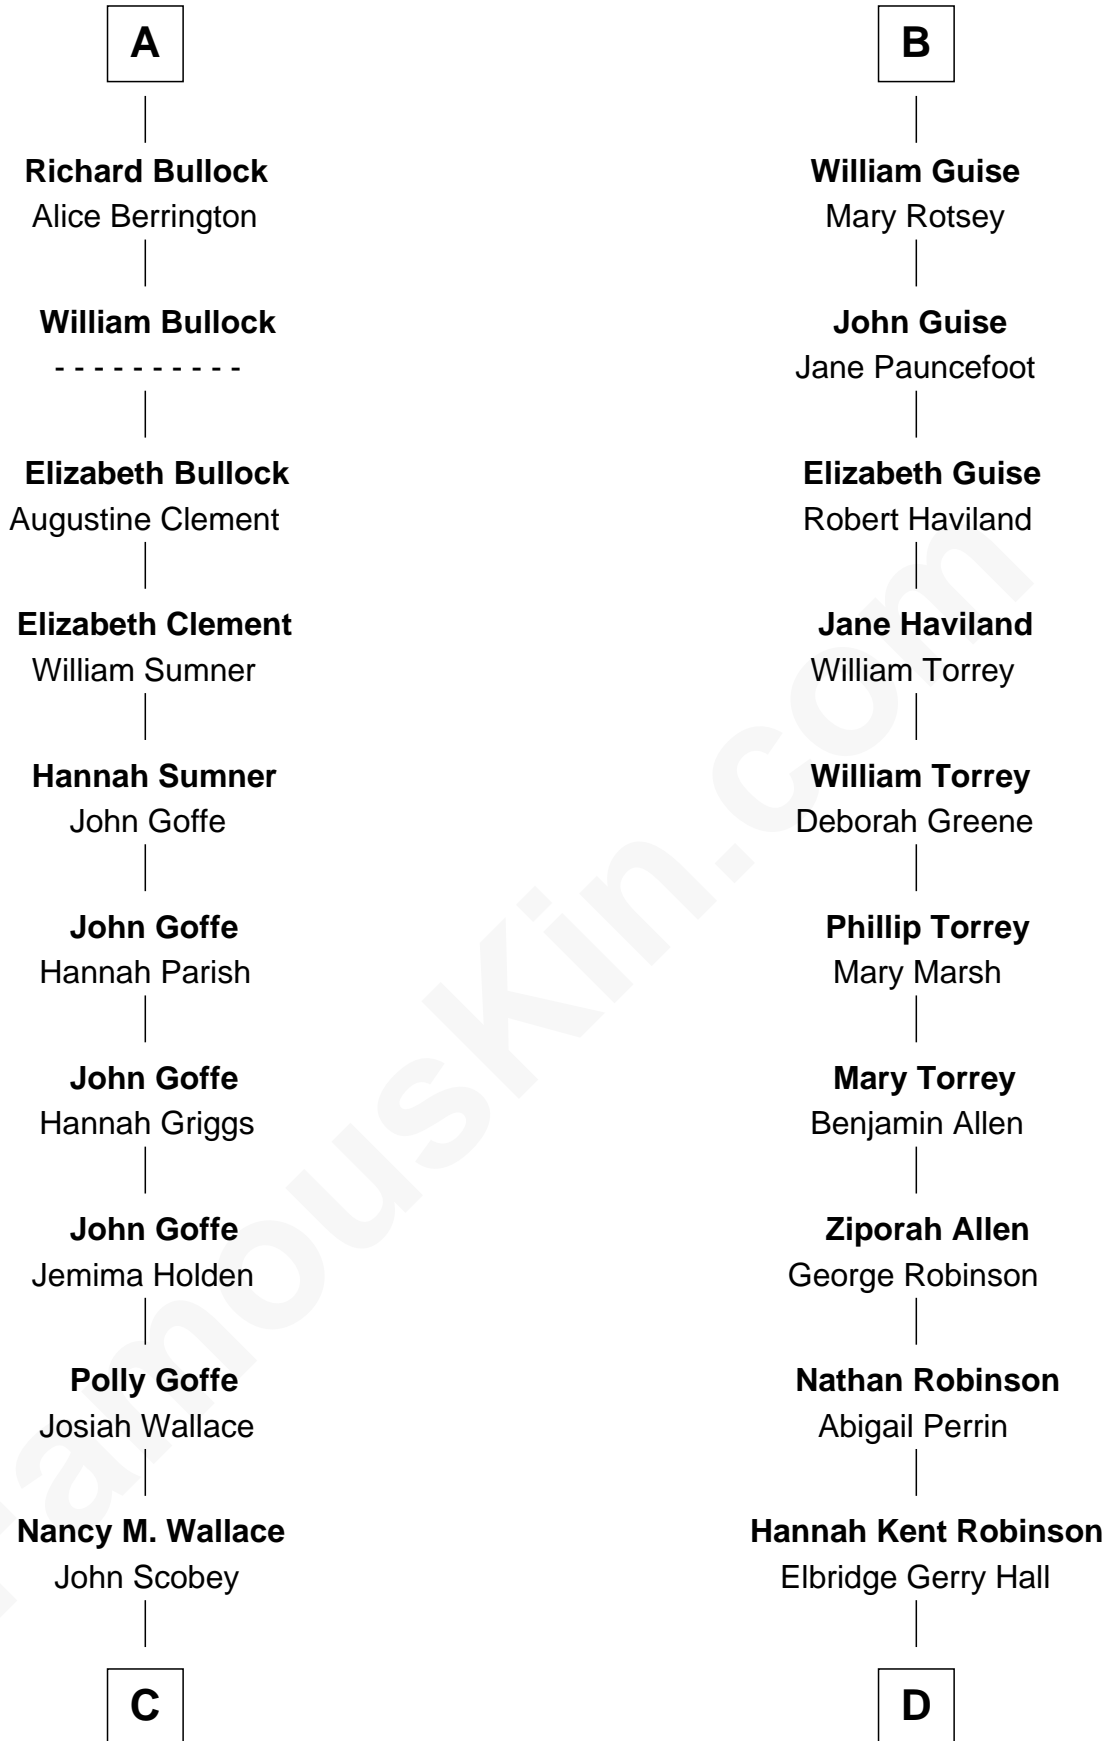 A
Richard Bullock
Alice Berrington
William Bullock
- - - - - - - - - -
Elizabeth Bullock
Augustine Clement
Elizabeth Clement
William Sumner
Hannah Sumner
John Goffe
John Goffe
Hannah Parish
John Goffe
Hannah Griggs
John Goffe
Jemima Holden
Polly Goffe
Josiah Wallace
Nancy M. Wallace
John Scobey
C
B
William Guise
Mary Rotsey
John Guise
Jane Pauncefoot
Elizabeth Guise
Robert Haviland
Jane Haviland
William Torrey
William Torrey
Deborah Greene
Phillip Torrey
Mary Marsh
Mary Torrey
Benjamin Allen
Ziporah Allen
George Robinson
Nathan Robinson
Abigail Perrin
Hannah Kent Robinson
Elbridge Gerry Hall
D
FamousKin.com